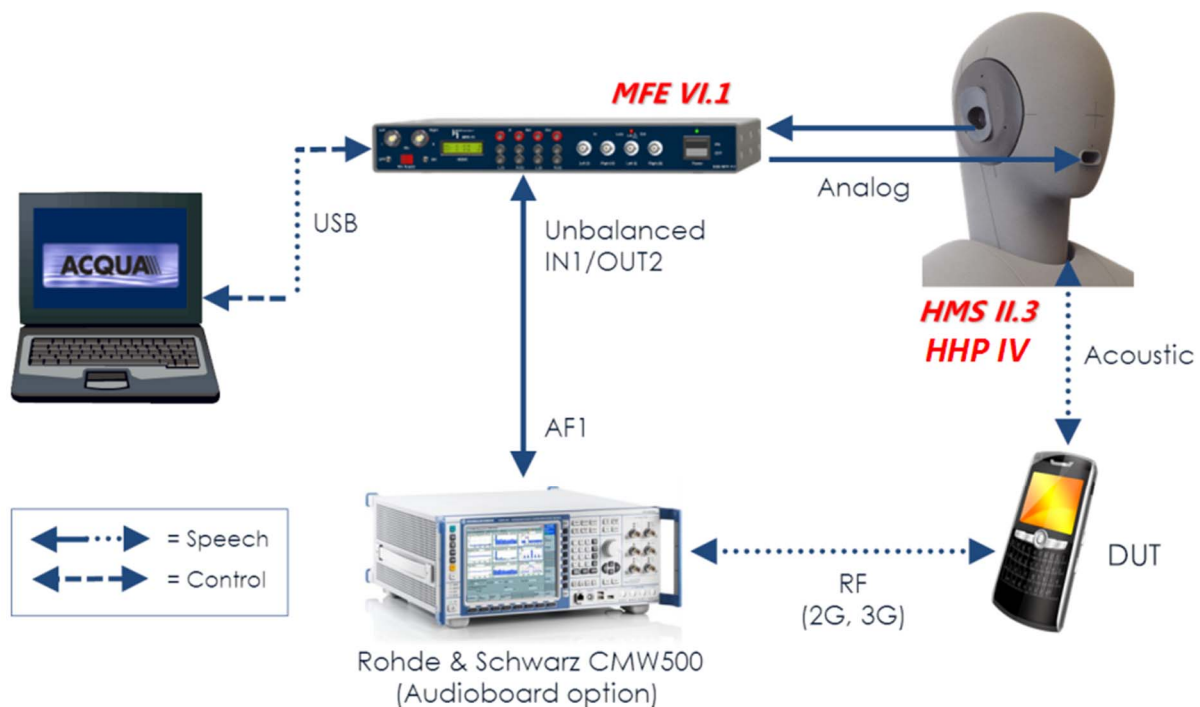 MFE VI.1
USB
Unbalanced
IN1/OUT2
Analog
ACQUA
HMS II.3
HHP IV
Acoustic
AF1
= Speech
= Control
RF
(2G, 3G)
DUT
Rohde & Schwarz CMW500
(Audioboard option)